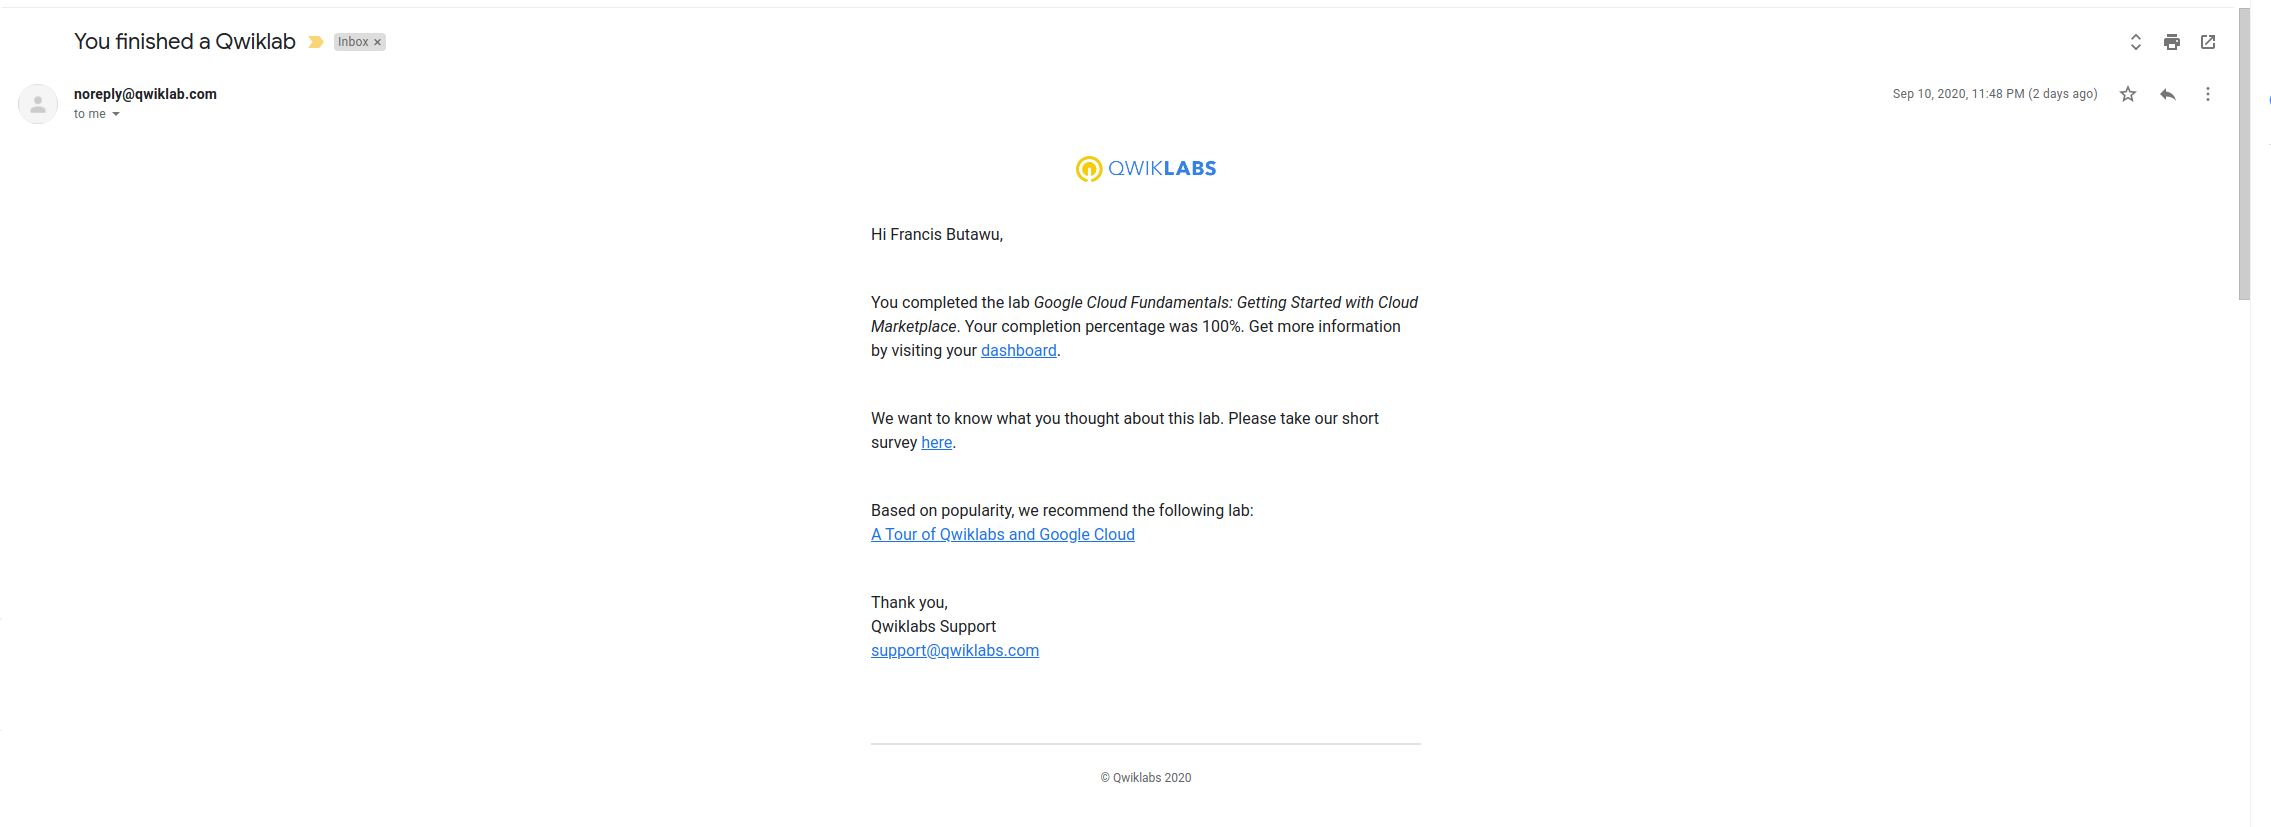 You finished a Qwiklab Inbox ×
noreply@qwiklab.com Sep 10, 2020, 11:48 PM (2 days ago)
to me
QWIKLABS
Hi Francis Butawu,
You completed the lab Google Cloud Fundamentals: Getting Started with Cloud
Marketplace. Your completion percentage was 100%. Get more information
by visiting your dashboard.
We want to know what you thought about this lab. Please take our short
survey here.
Based on popularity, we recommend the following lab:
A Tour of Qwiklabs and Google Cloud
Thank you,
Qwiklabs Support
support@qwiklabs.com
© Qwiklabs 2020